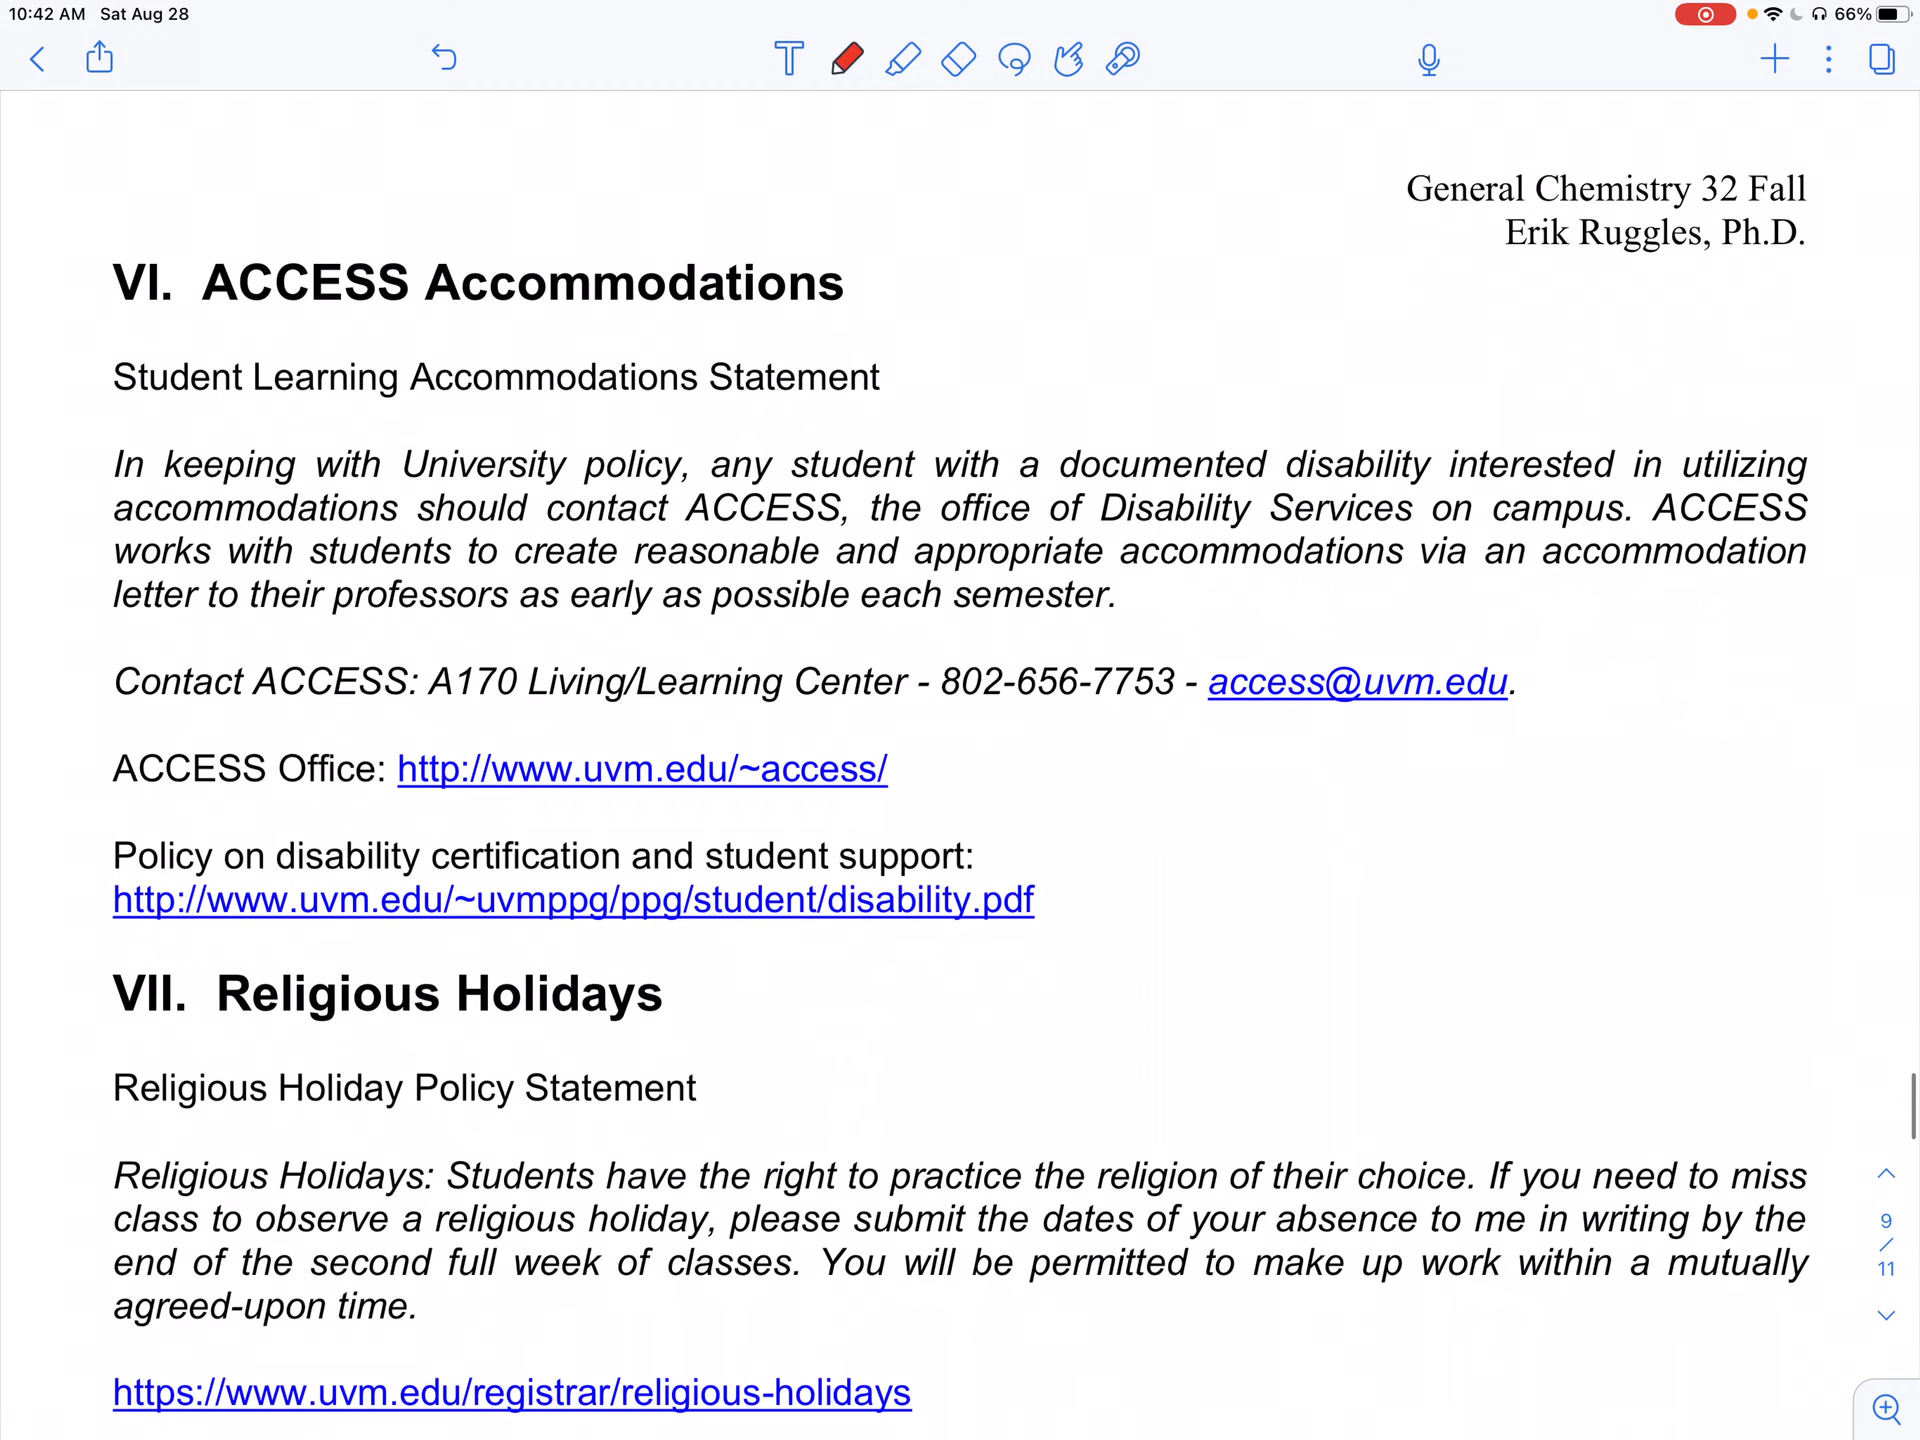 10:42 AM Sat Aug 28
66%
General Chemistry 32 Fall
Erik Ruggles, Ph.D.
VI. ACCESS Accommodations
Student Learning Accommodations Statement
In keeping with University policy, any student with a documented disability interested in utilizing
accommodations should contact ACCESS, the office of Disability Services on campus. ACCESS
works with students to create reasonable and appropriate accommodations via an accommodation
letter to their professors as early as possible each semester.
Contact ACCESS: A170 Living/Learning Center - 802-656-7753 - access@uvm.edu.
ACCESS Office: http://www.uvm.edu/~access/
Policy on disability certification and student support:
http://www.uvm.edu/~uvmppg/ppg/student/disability.pdf
VII. Religious Holidays
Religious Holiday Policy Statement
Religious Holidays: Students have the right to practice the religion of their choice. If you need to miss
class to observe a religious holiday, please submit the dates of your absence to me in writing by the
end of the second full week of classes. You will be permitted to make up work within a mutually
agreed-upon time.
https://www.uvm.edu/registrar/religious-holidays
9
/
11